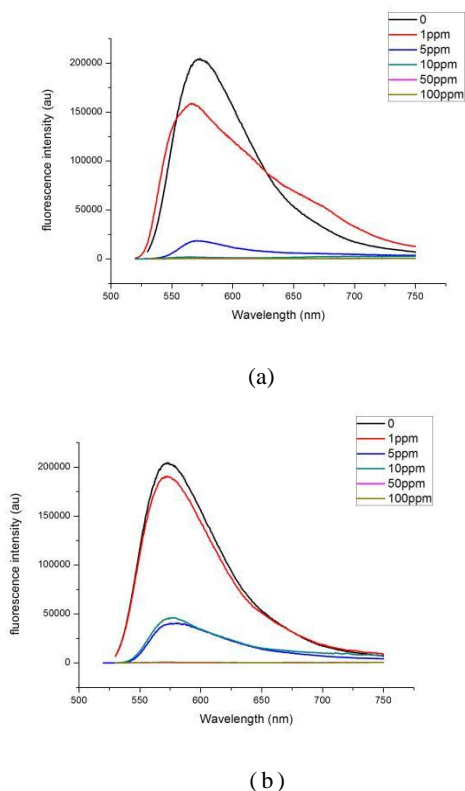 0
1ppm
5ppm
10ppm
50ppm
100ppm
200000
150000
100000
50000
0
fluorescence intensity (au)
500 550 600 650 700 750
Wavelength (nm)
(a)
0
1ppm
5ppm
10ppm
50ppm
100ppm
200000
150000
100000
50000
0
fluorescence intensity (au)
500 550 600 650 700 750
Wavelength (nm)
(b)